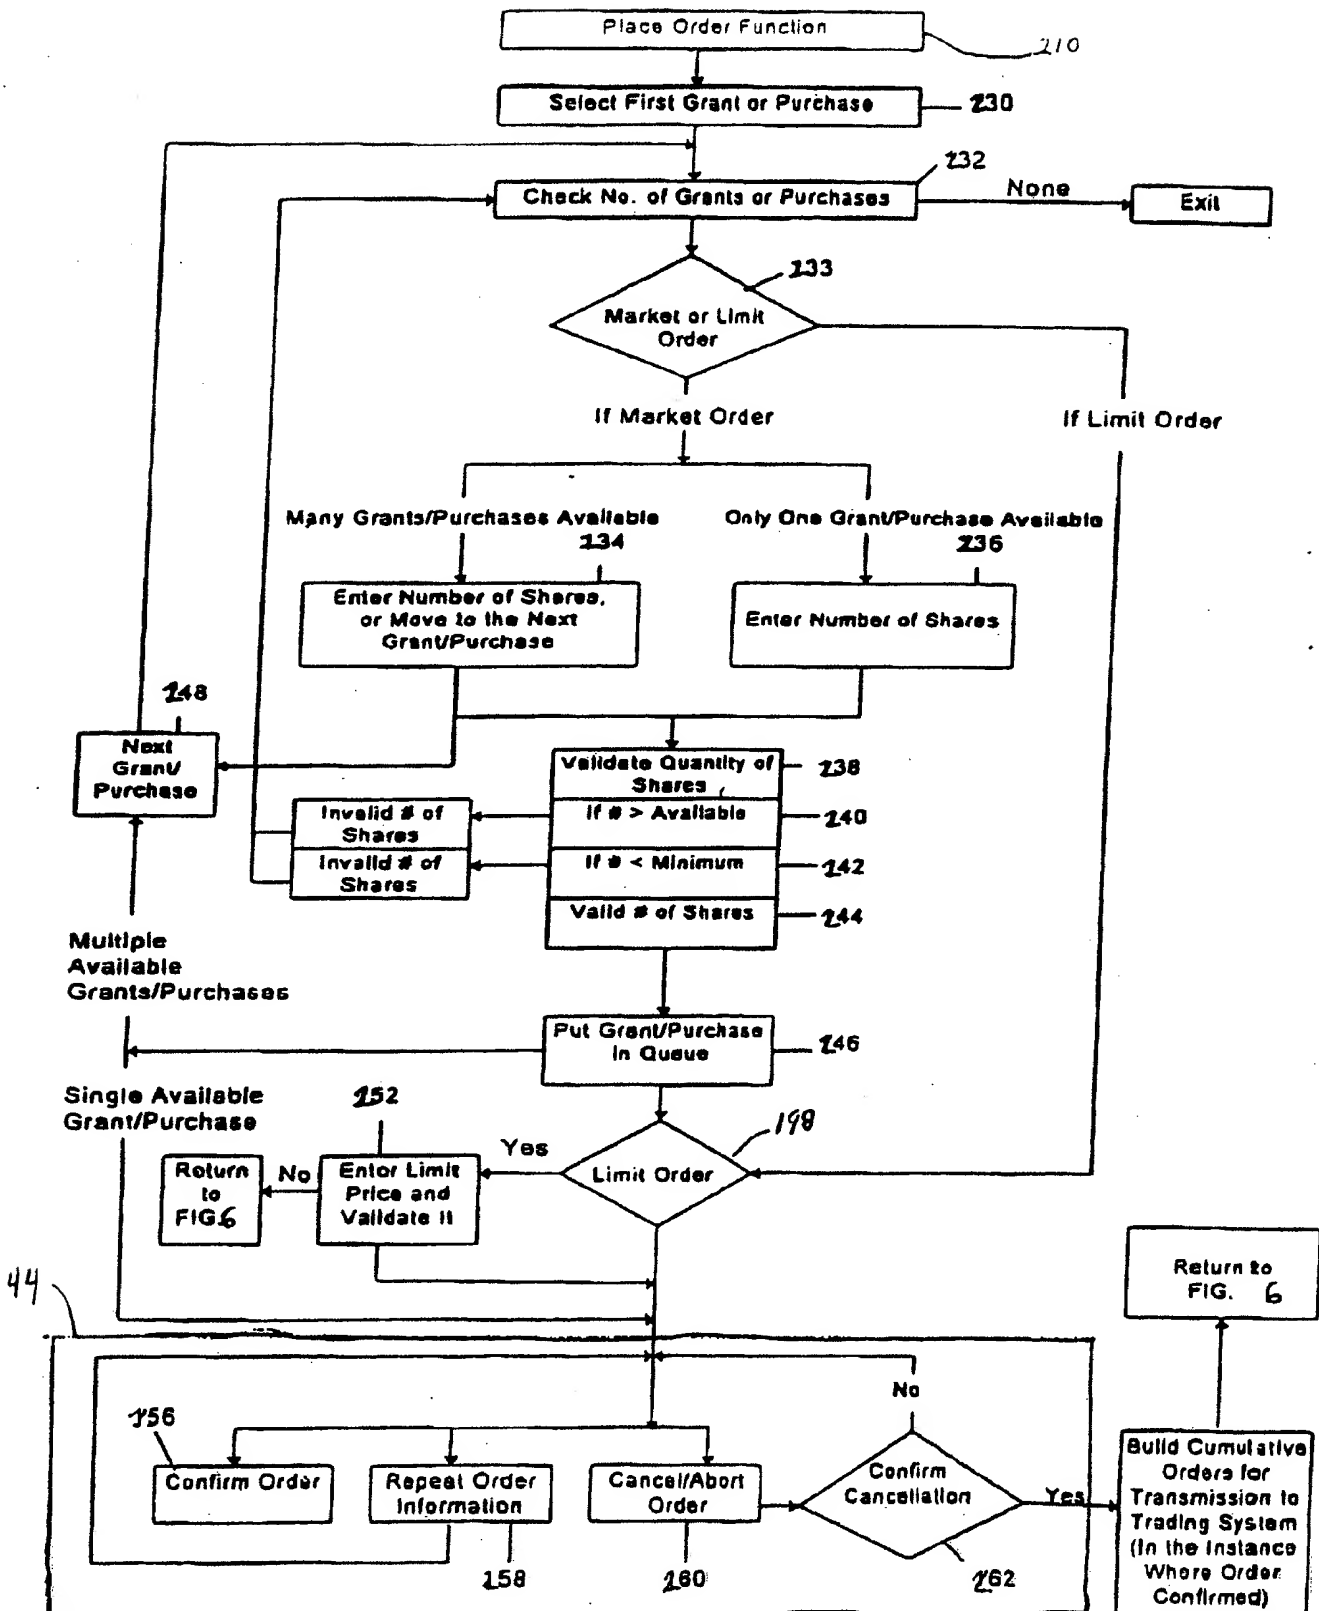 Place Order Function
210
Select First Grant or Purchase
230
232
Check No. of Grants or Purchases
None
Exit
233
Market or Limit
Order
If Market Order
If Limit Order
Many Grants/Purchases Available
234
Only One Grant/Purchase Available
236
Enter Number of Shares,
or Move to the Next
Grant/Purchase
Enter Number of Shares
248
Next
Grant/
Purchase
Validate Quantity of
Shares
238
Invalid # of
Shares
If # > Available
240
Invalid # of
Shares
If # < Minimum
242
Valid # of Shares
244
Multiple
Available
Grants/Purchases
Put Grant/Purchase
in Queue
246
Single Available
Grant/Purchase
252
198
Return
to
FIG.6
No
Enter Limit
Price and
Validate It
Yes
Limit Order
44
Return to
FIG. 6
No
256
Confirm Order
Repeat Order
Information
Cancel/Abort
Order
Confirm
Cancellation
Yes
Build Cumulative
Orders for
Transmission to
Trading System
(In the Instance
Where Order
Confirmed)
258
260
262